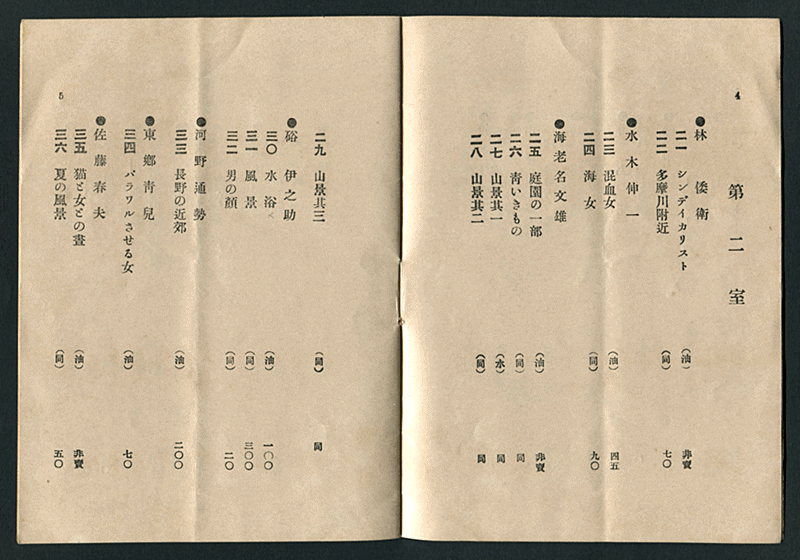 4
第二室
●林 倭衛
二一 シンデイカリスト (油) 非賣
二二 多摩川附近 (同) 七〇
●水木伸一
二三 混血女 (油) 四五
二四 海女 (同) 九〇
●海老名文雄
二五 庭園の一部 (油) 非賣
二六 靑いきもの (同) 同
二七 山景其一 (水) 同
二八 山景其二 (同) 同
二九 山景其三 (同) 同
●硲 伊之助
三〇 水浴 (油) 一〇〇
三一 風景 (同) 三〇〇
三二 男の顏 (同) 二〇
●河野通勢
三三 長野の近郊 (油) 二〇〇
●東鄕靑兒
三四 パラソルさせる女 (油) 七〇
●佐藤春夫
三五 猫と女との晝 (油) 非賣
三六 夏の風景 (同) 五〇
5